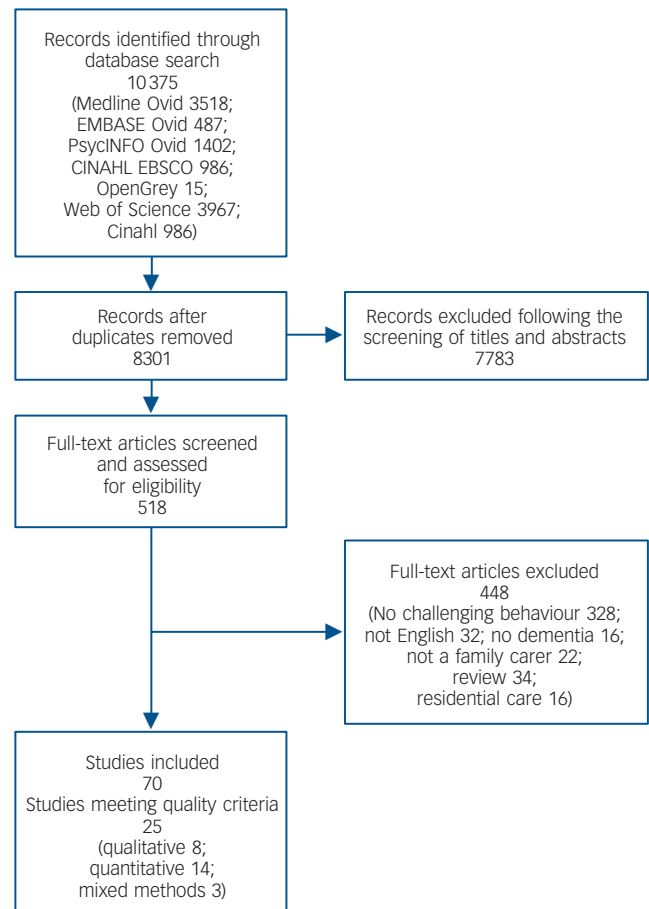 Records identified through
database search
10 375
(Medline Ovid 3518;
EMBASE Ovid 487;
PsycINFO Ovid 1402;
CINAHL EBSCO 986;
OpenGrey 15;
Web of Science 3967;
Cinahl 986)
Records after
duplicates removed
8301
Records excluded following the
screening of titles and abstracts
7783
Full-text articles screened
and assessed
for eligibility
518
Full-text articles excluded
448
(No challenging behaviour 328;
not English 32; no dementia 16;
not a family carer 22;
review 34;
residential care 16)
Studies included
70
Studies meeting quality criteria
25
(qualitative 8;
quantitative 14;
mixed methods 3)